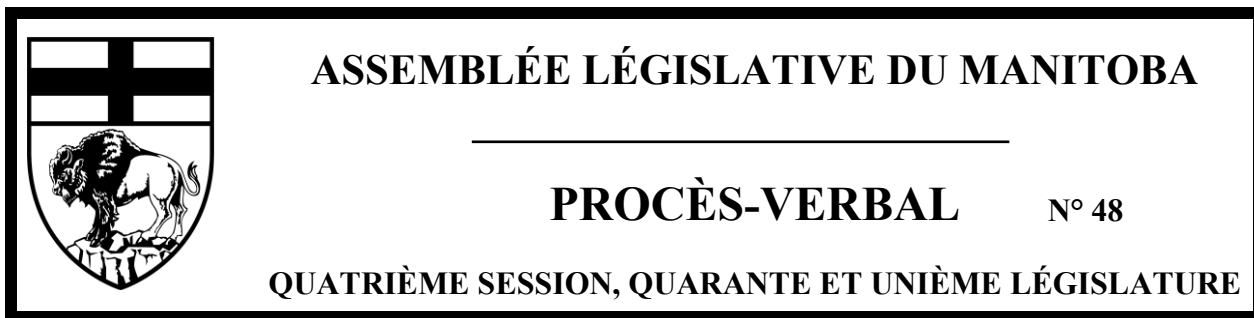 ASSEMBLÉE LÉGISLATIVE DU MANITOBA
PROCÈS-VERBAL N° 48
QUATRIÈME SESSION, QUARANTE ET UNIÈME LÉGISLATURE